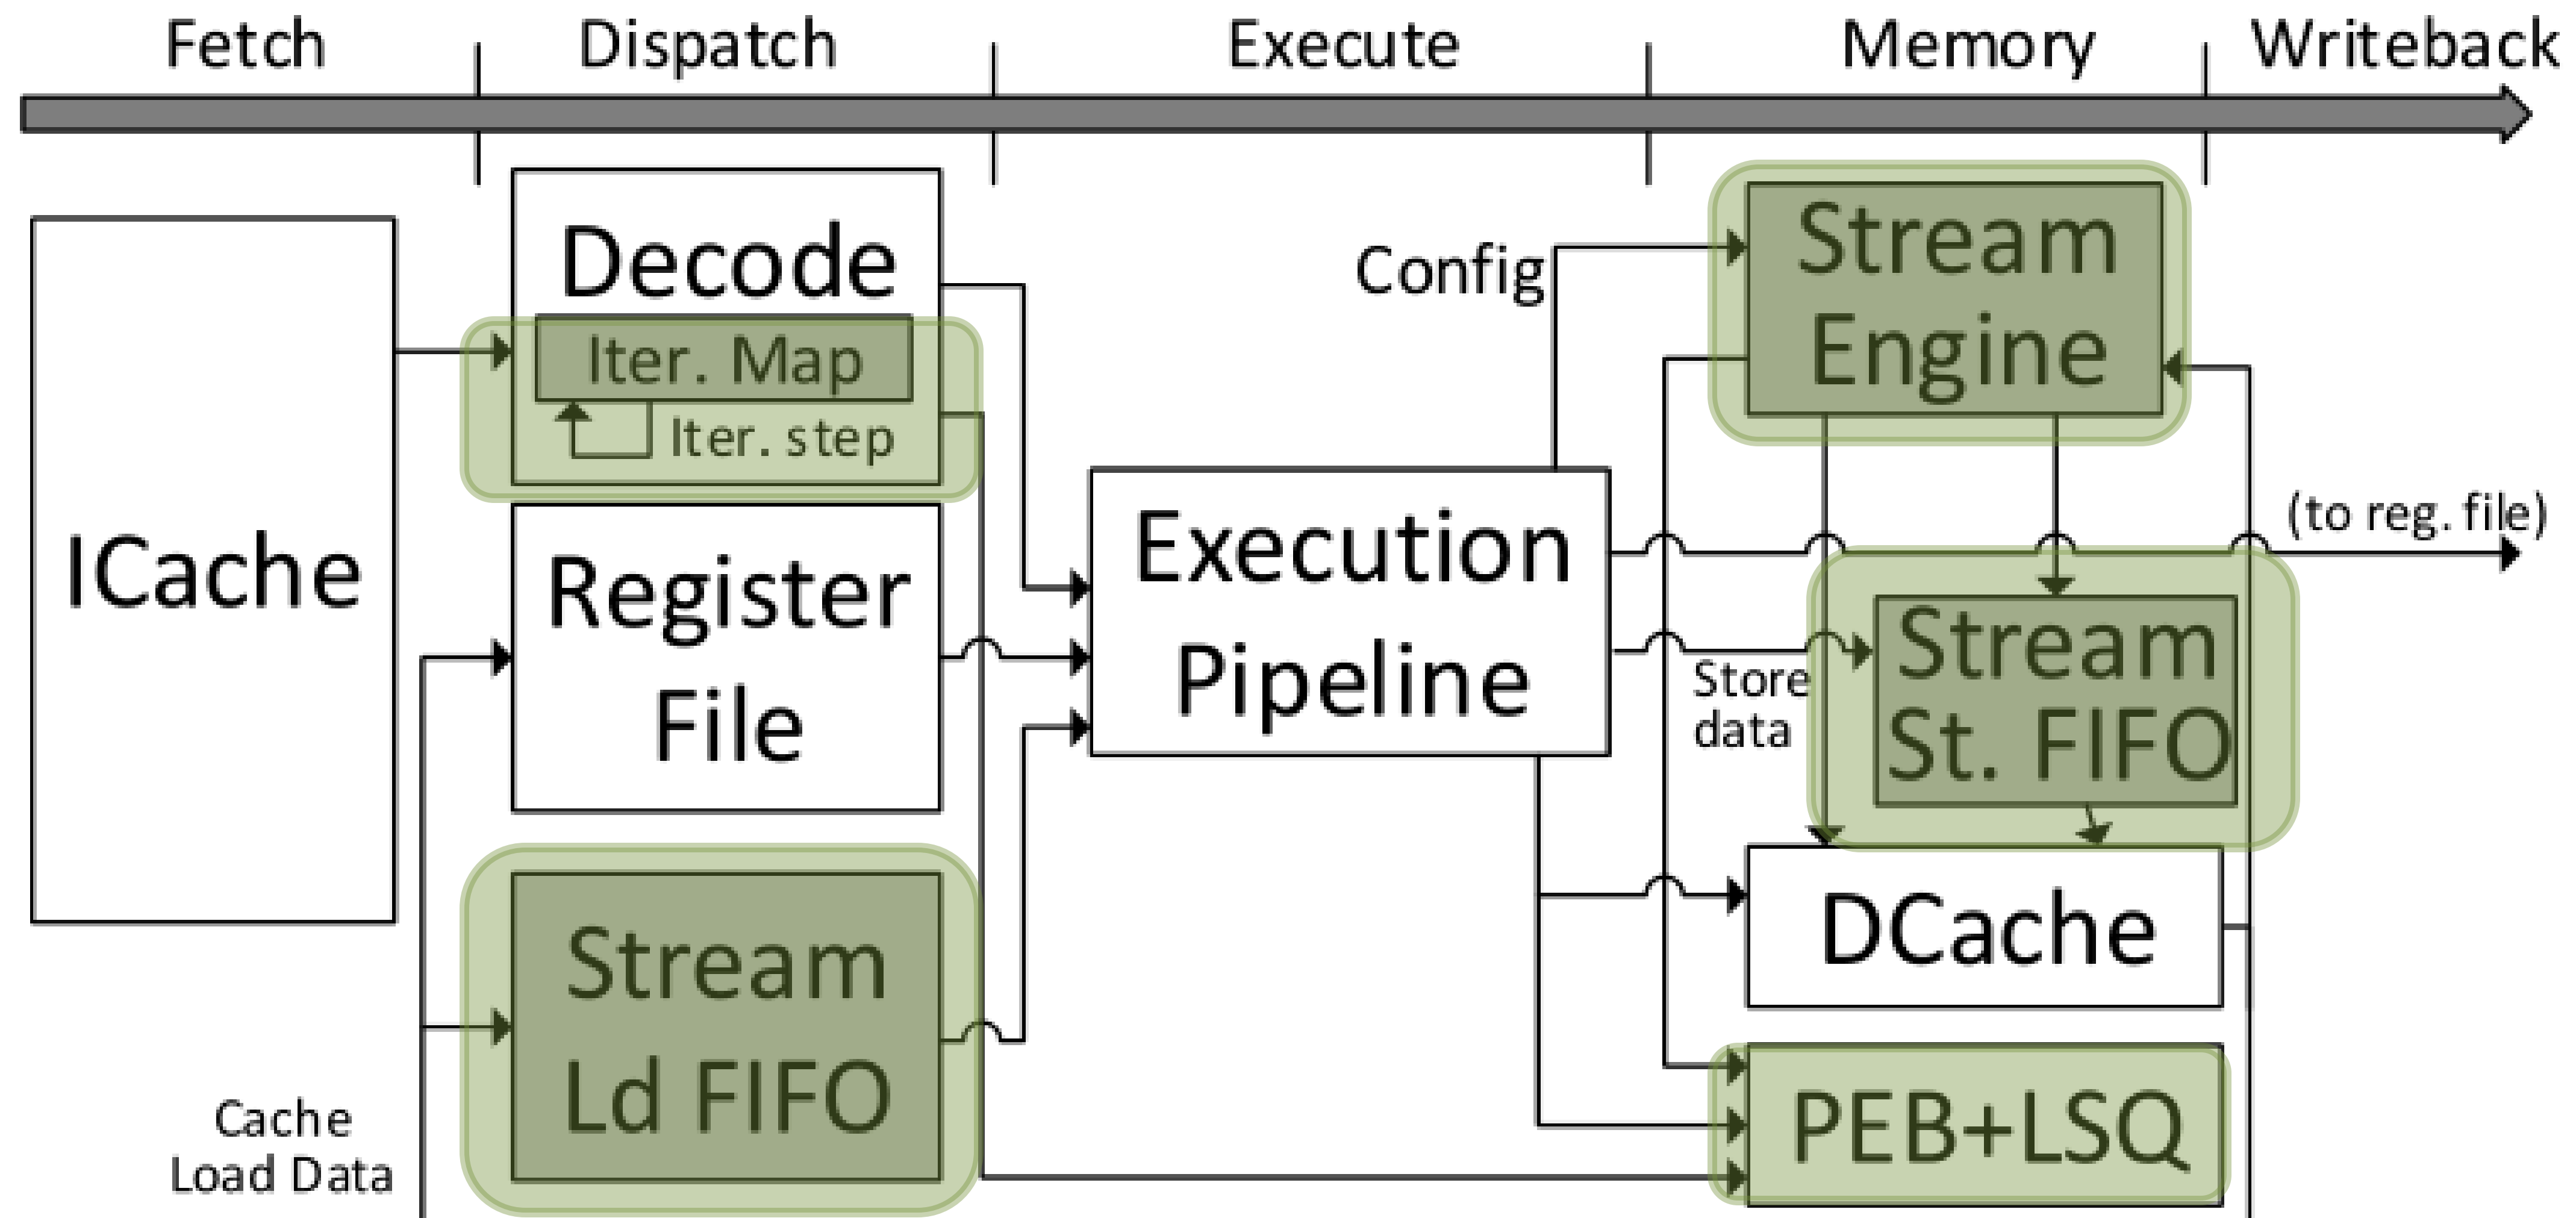 Fetch
Dispatch
Execute
Memory
Writeback
ICache
Decode
Iter. Map
Iter. step
Register
File
Stream
Ld FIFO
Cache
Load Data
Execution
Pipeline
Config
Stream
Engine
(to reg. file)
Store
data
Stream
St. FIFO
DCache
PEB+LSQ